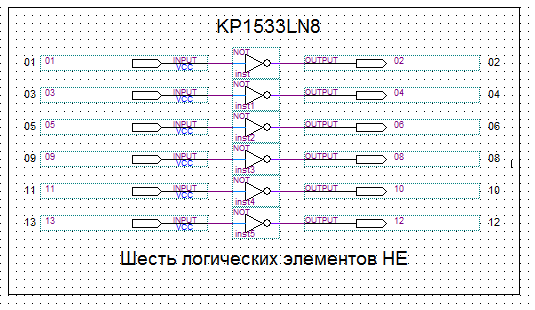 KP1533LN8
01 01 INPUT VCC NOT inst OUTPUT 02 02
03 03 INPUT VCC NOT inst1 OUTPUT 04 04
05 05 INPUT VCC NOT inst2 OUTPUT 06 06
09 09 INPUT VCC NOT inst3 OUTPUT 08 08
11 11 INPUT VCC NOT inst4 OUTPUT 10 10
13 13 INPUT VCC NOT inst5 OUTPUT 12 12
Шесть логических элементов НЕ